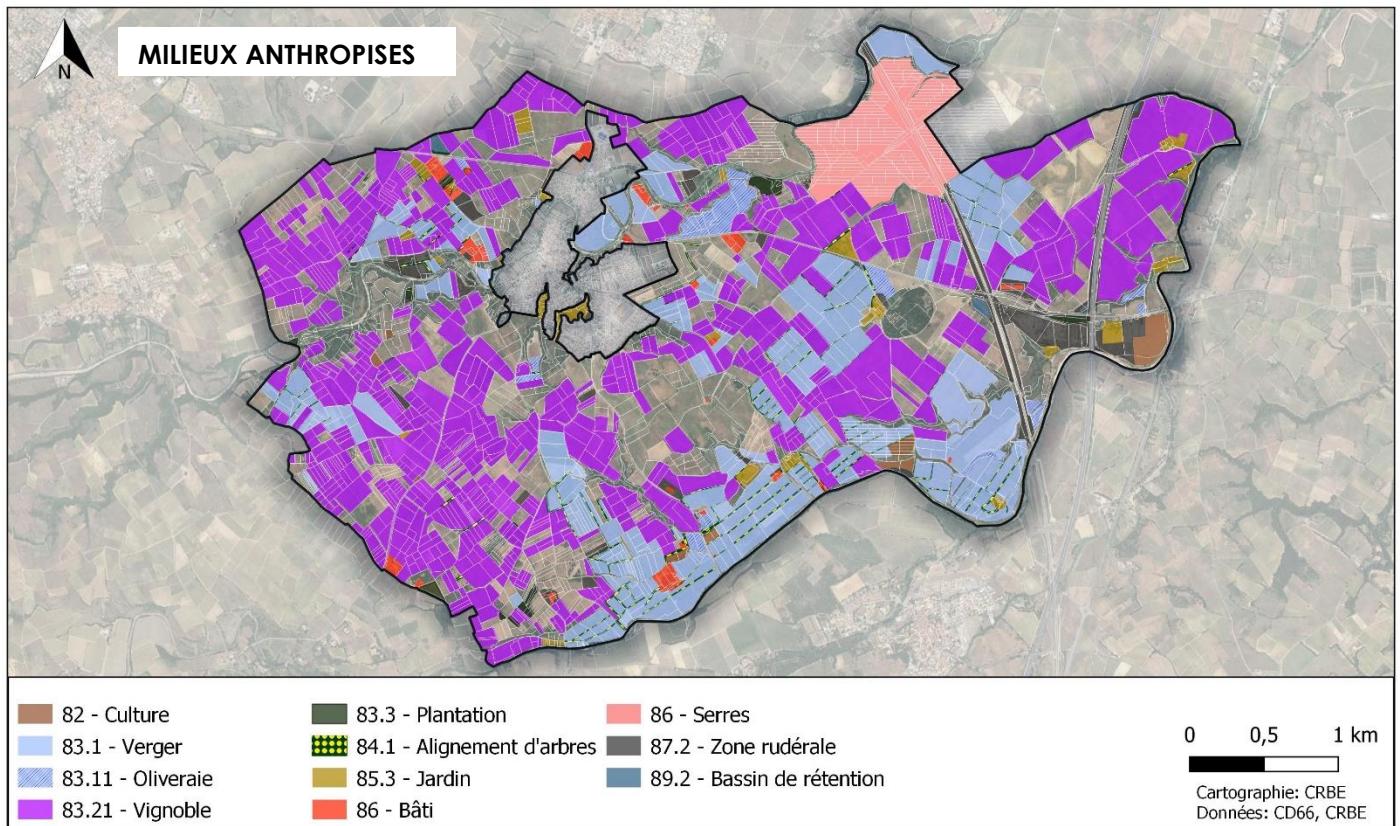 MILIEUX ANTHROPISES
N
82 - Culture
83.1 - Verger
83.11 - Oliveraie
83.21 - Vignoble
83.3 - Plantation
84.1 - Alignement d'arbres
85.3 - Jardin
86 - Bâti
86 - Serres
87.2 - Zone rudérale
89.2 - Bassin de rétention
0 0,5 1 km
Cartographie: CRBE
Données: CD66, CRBE